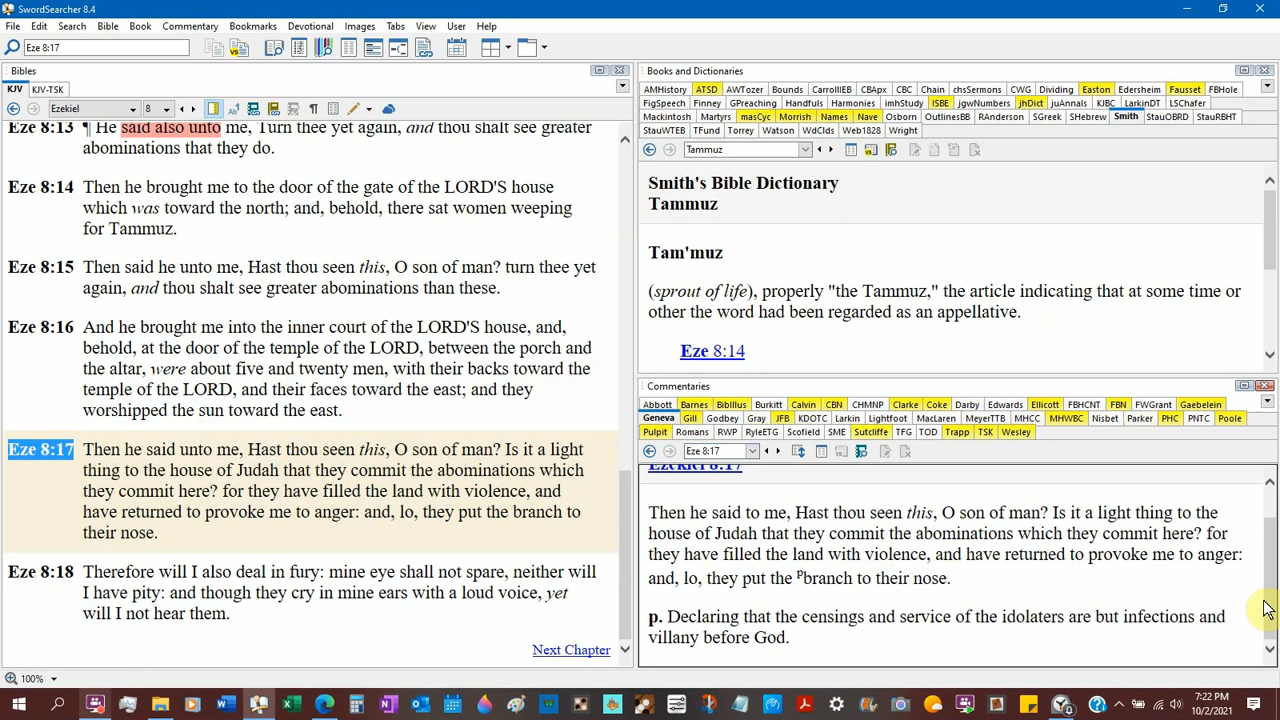 SwordSearcher 8.4
File Edit Search Bible Book Commentary Bookmarks Devotional Images Tabs View User Help
Eze 8:17
Bibles
KJV KJV-TSK
Ezekiel 8
Eze 8:13 ¶ He said also unto me, Turn thee yet again, and thou shalt see greater
abominations that they do.
Eze 8:14 Then he brought me to the door of the gate of the LORD'S house
which was toward the north; and, behold, there sat women weeping
for Tammuz.
Eze 8:15 Then said he unto me, Hast thou seen this, O son of man? turn thee yet
again, and thou shalt see greater abominations than these.
Eze 8:16 And he brought me into the inner court of the LORD'S house, and,
behold, at the door of the temple of the LORD, between the porch and
the altar, were about five and twenty men, with their backs toward the
temple of the LORD, and their faces toward the east; and they
worshipped the sun toward the east.
Eze 8:17 Then he said unto me, Hast thou seen this, O son of man? Is it a light
thing to the house of Judah that they commit the abominations which
they commit here? for they have filled the land with violence, and
have returned to provoke me to anger: and, lo, they put the branch to
their nose.
Eze 8:18 Therefore will I also deal in fury: mine eye shall not spare, neither will
I have pity: and though they cry in mine ears with a loud voice, yet
will I not hear them.
Next Chapter
100%
Books and Dictionaries
AMHistory ATSD AWTozer Bounds CarrollIEB CBApx CBC Chain chsSermons CWG Dividing Easton Edersheim Fausset FBHole
FigSpeech Finney GPreaching Handfuls Harmonies imhStudy ISBE jgwNumbers jhDict juAnnals KJBC LarkinDT LSChafer
Mackintosh Martyrs masCyc Morrish Names Nave Osborn OutlinesBB RAnderson SGreek SHebrew Smith StauOBRD StauRBHT
StauWTEB TFund Torrey Watson WdClds Web1828 Wright
Tammuz
Smith's Bible Dictionary
Tammuz
Tam'muz
(sprout of life), properly "the Tammuz," the article indicating that at some time or
other the word had been regarded as an appellative.
Eze 8:14
Commentaries
Abbott Barnes BibIllus Burkitt Calvin CBN CHMNP Clarke Coke Darby Edwards Ellicott FBHCNT FBN FWGrant Gaebelein
Geneva Gill Godbey Gray JFB KDOTC Larkin Lightfoot MacLaren MeyerTTB MHCC MHWBC Nisbet Parker PHC PNTC Poole
Pulpit Romans RWP RyleETG Scofield SME Sutcliffe TFG TOD Trapp TSK Wesley
Eze 8:17
Ezekiel 8:17
Then he said to me, Hast thou seen this, O son of man? Is it a light thing to the
house of Judah that they commit the abominations which they commit here? for
they have filled the land with violence, and have returned to provoke me to anger:
and, lo, they put the pbranch to their nose.
p. Declaring that the censings and service of the idolaters are but infections and
villany before God.
7:22 PM
10/2/2021